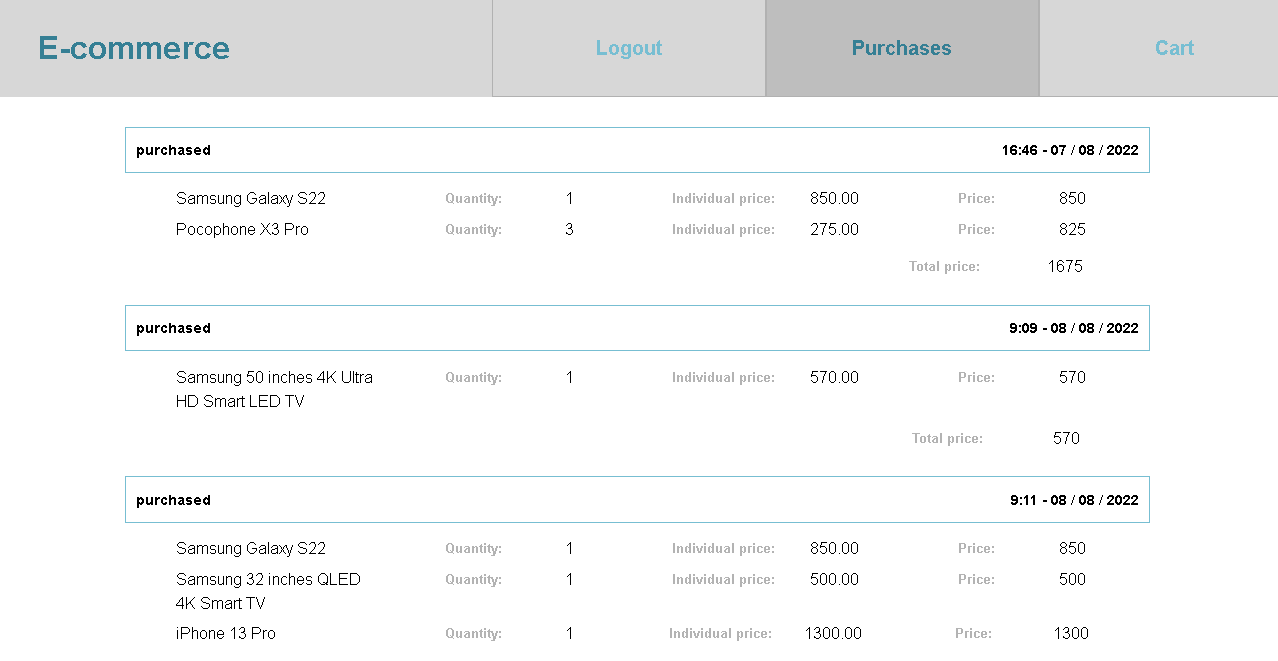 E-commerce Logout Purchases Cart
purchased 16:46 - 07 / 08 / 2022
Samsung Galaxy S22 Quantity: 1 Individual price: 850.00 Price: 850
Pocophone X3 Pro Quantity: 3 Individual price: 275.00 Price: 825
Total price: 1675
purchased 9:09 - 08 / 08 / 2022
Samsung 50 inches 4K Ultra Quantity: 1 Individual price: 570.00 Price: 570
HD Smart LED TV
Total price: 570
purchased 9:11 - 08 / 08 / 2022
Samsung Galaxy S22 Quantity: 1 Individual price: 850.00 Price: 850
Samsung 32 inches QLED Quantity: 1 Individual price: 500.00 Price: 500
4K Smart TV
iPhone 13 Pro Quantity: 1 Individual price: 1300.00 Price: 1300